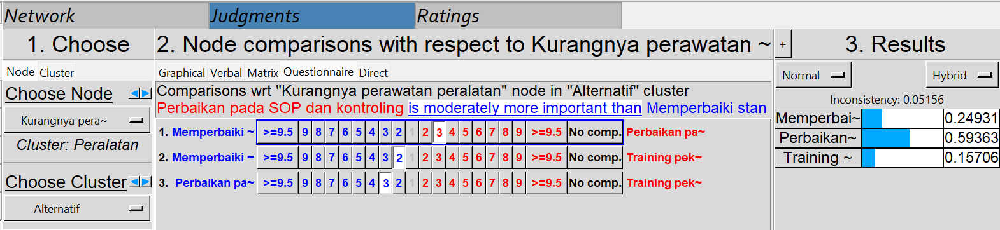 Network Judgments Ratings
1. Choose
2. Node comparisons with respect to Kurangnya perawatan ~
+
3. Results
Node Cluster
Graphical Verbal Matrix Questionnaire Direct
Normal
Hybrid
Choose Node
Comparisons wrt "Kurangnya perawatan peralatan" node in "Alternatif" cluster
Perbaikan pada SOP dan kontroling is moderately more important than Memperbaiki stan
Inconsistency: 0.05156
Kurangnya pera~
Cluster: Peralatan
Choose Cluster
Alternatif
1. Memperbaiki ~ >=9.5 9 8 7 6 5 4 3 2 1 2 3 4 5 6 7 8 9 >=9.5 No comp. Perbaikan pa~
2. Memperbaiki ~ >=9.5 9 8 7 6 5 4 3 2 1 2 3 4 5 6 7 8 9 >=9.5 No comp. Training pek~
3. Perbaikan pa~ >=9.5 9 8 7 6 5 4 3 2 1 2 3 4 5 6 7 8 9 >=9.5 No comp. Training pek~
Memperbai~ 0.24931
Perbaikan~ 0.59363
Training ~ 0.15706